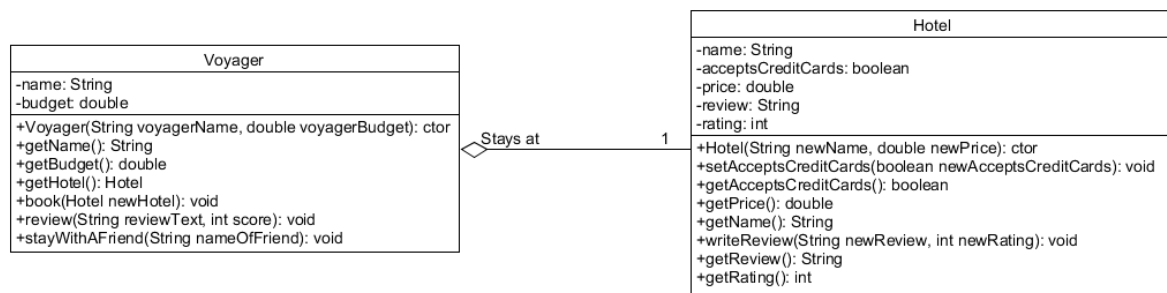 Voyager
-name: String
-budget: double
+Voyager(String voyagerName, double voyagerBudget): ctor
+getName(): String
+getBudget(): double
+getHotel(): Hotel
+book(Hotel newHotel): void
+review(String reviewText, int score): void
+stayWithAFriend(String nameOfFriend): void
Stays at
1
Hotel
-name: String
-acceptsCreditCards: boolean
-price: double
-review: String
-rating: int
+Hotel(String newName, double newPrice): ctor
+setAcceptsCreditCards(boolean newAcceptsCreditCards): void
+getAcceptsCreditCards(): boolean
+getPrice(): double
+getName(): String
+writeReview(String newReview, int newRating): void
+getReview(): String
+getRating(): int